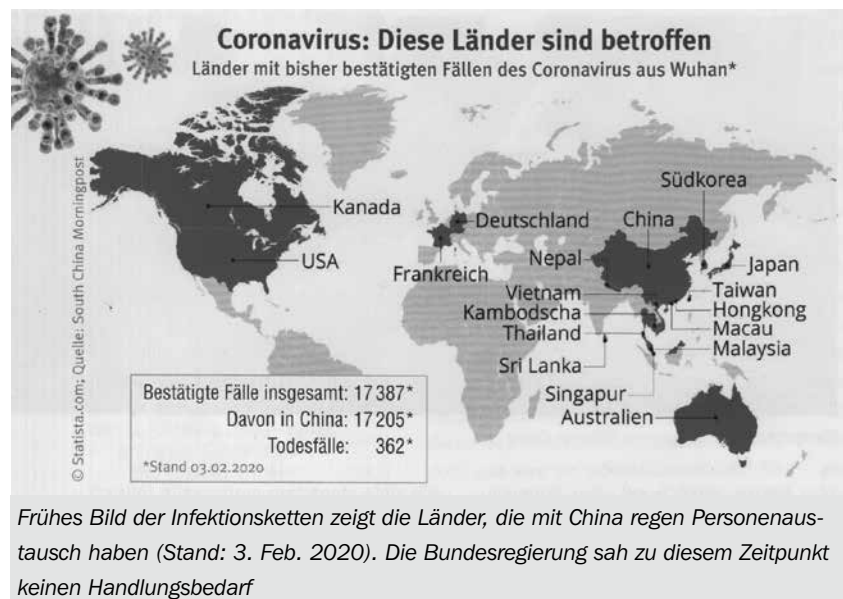 Coronavirus: Diese Länder sind betroffen
Länder mit bisher bestätigten Fällen des Coronavirus aus Wuhan*
© Statista.com; Quelle: South China Morningpost
Südkorea
Kanada
Deutschland
China
USA
Frankreich
Nepal
Japan
Vietnam
Taiwan
Kambodscha
Hongkong
Thailand
Macau
Malaysia
Sri Lanka
Singapur
Australien
Bestätigte Fälle insgesamt: 17 387*
Davon in China: 17 205*
Todesfälle: 362*
*Stand 03.02.2020
Frühes Bild der Infektionsketten zeigt die Länder, die mit China regen Personenaus-
tausch haben (Stand: 3. Feb. 2020). Die Bundesregierung sah zu diesem Zeitpunkt
keinen Handlungsbedarf